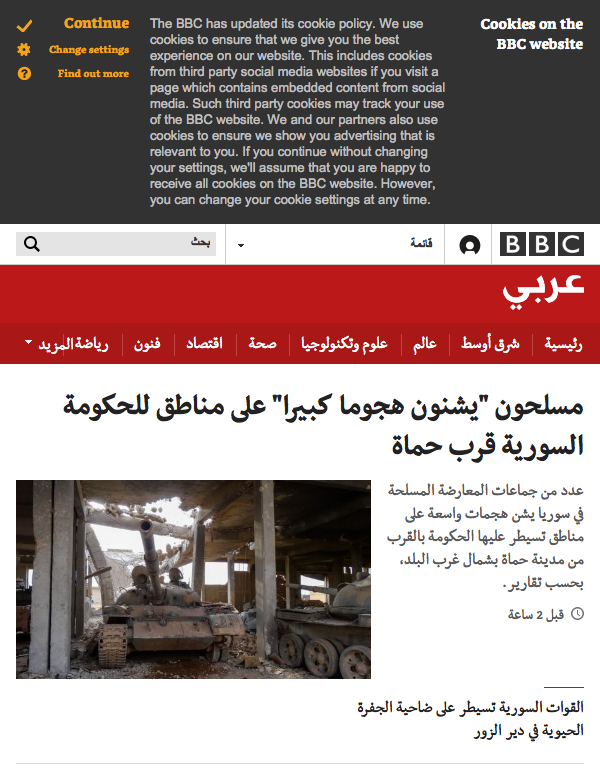 Cookies on the
BBC website
The BBC has updated its cookie policy. We use
cookies to ensure that we give you the best
experience on our website. This includes cookies
from third party social media websites if you visit a
page which contains embedded content from social
media. Such third party cookies may track your use
of the BBC website. We and our partners also use
cookies to ensure we show you advertising that is
relevant to you. If you continue without changing
your settings, we'll assume that you are happy to
receive all cookies on the BBC website. However,
you can change your cookie settings at any time.
Continue
Change settings
Find out more
BBC
قائمة
بحث
عربي
رئيسية شرق أوسط عالم علوم وتكنولوجيا صحة اقتصاد فنون رياضة المزيد
مسلحون "يشنون هجوما كبيرا" على مناطق للحكومة
السورية قرب حماة
عدد من جماعات المعارضة المسلحة
في سوريا يشن هجمات واسعة على
مناطق تسيطر عليها الحكومة بالقرب
من مدينة حماة بشمال غرب البلد،
بحسب تقارير.
قبل 2 ساعة
القوات السورية تسيطر على ضاحية الجفرة
الحيوية في دير الزور